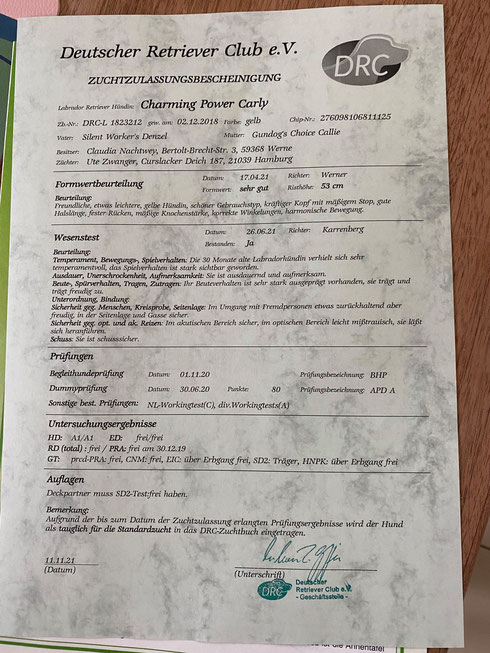 Deutscher Retriever Club e.V.
DRC
ZUCHTZULASSUNGSBESCHEINIGUNG
Labrador Retriever Hündin: Charming Power Carly
Zb.-Nr.: DRC-L 1823212 gew. am: 02.12.2018 Farbe: gelb Chip-Nr.: 276098106811125
Vater: Silent Worker's Denzel Mutter: Gundog's Choice Callie
Besitzer: Claudia Nachtwey, Bertolt-Brecht-Str. 3, 59368 Werne
Züchter: Ute Zwanger, Curslacker Deich 187, 21039 Hamburg
Formwertbeurteilung Datum: 17.04.21 Richter: Werner
Formwert: sehr gut Risthöhe: 53 cm
Beurteilung:
Freundliche, etwas leichtere, gelbe Hündin, schöner Gebrauchstyp, kräftiger Kopf mit mäßigem Stop, gute
Halslänge, fester Rücken, mäßige Knochenstärke, korrekte Winkelungen, harmonische Bewegung.
Wesenstest Datum: 26.06.21 Richter: Karrenberg
Bestanden: Ja
Beurteilung:
Temperament, Bewegungs-, Spielverhalten: Die 30 Monate alte Labradorhündin verhielt sich sehr
temperamentvoll, das Spielverhalten ist stark sichtbar geworden.
Ausdauer, Unerschrockenheit, Aufmerksamkeit: Sie ist ausdauernd und aufmerksam.
Beute-, Spürverhalten, Tragen, Zutragen: Ihr Beuteverhalten ist sehr stark ausgeprägt vorhanden, sie trägt und
trägt freudig zu.
Unterordnung, Bindung:
Sicherheit geg. Menschen, Kreisprobe, Seitenlage: Im Umgang mit Fremdpersonen etwas zurückhaltend aber
freudig, in der Seitenlage und Gasse sicher.
Sicherheit geg. opt. und ak. Reizen: Im akutischen Bereich sicher, im optischen Bereich leicht mißtrauisch, sie läßt
sich heranführen.
Schuss: Sie ist schusssicher.
Prüfungen
Begleithundeprüfung Datum: 01.11.20 Prüfungsbezeichnung: BHP
Dummyprüfung Datum: 30.06.20 Punkte: 80 Prüfungsbezeichnung: APD A
Sonstige best. Prüfungen: NL-Workingtest(C), div.Workingtests(A)
Untersuchungsergebnisse
HD: A1/A1 ED: frei/frei
RD (total) : frei / PRA: frei am 30.12.19
GT: prcd-PRA: frei, CNM: frei, EIC: über Erbgang frei, SD2: Träger, HNPK: über Erbgang frei
Auflagen
Deckpartner muss SD2-Test:frei haben.
Bemerkung:
Aufgrund der bis zum Datum der Zuchtzulassung erlangten Prüfungsergebnisse wird der Hund
als tauglich für die Standardzucht in das DRC-Zuchtbuch eingetragen.
11.11.21
(Datum) (Unterschrift)
DRC Deutscher
Retriever Club e.V.
- Geschäftsstelle -
für die Ahnentafel